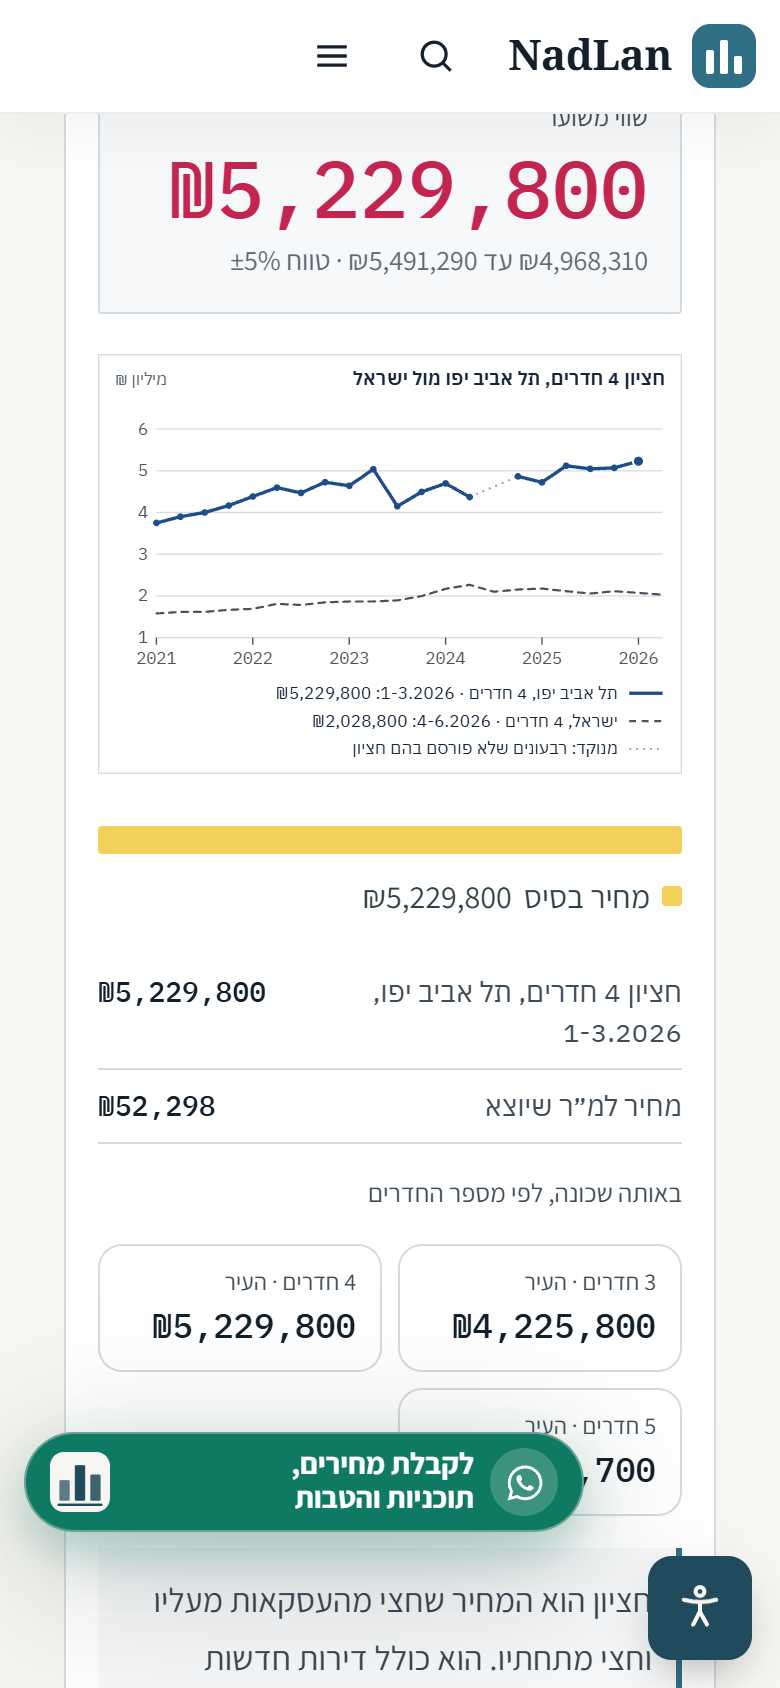 NadLan
שווי משוער
₪5,229,800
₪4,968,310 עד ₪5,491,290 · טווח ±5%
חציון 4 חדרים, תל אביב יפו מול ישראל
מיליון ₪
6
5
4
3
2
1
2021 2022 2023 2024 2025 2026
תל אביב יפו, 4 חדרים · 1-3.2026: ₪5,229,800
ישראל, 4 חדרים · 4-6.2026: ₪2,028,800
מנוקד: רבעונים שלא פורסם בהם חציון
מחיר בסיס ₪5,229,800
חציון 4 חדרים, תל אביב יפו, ₪5,229,800
1-3.2026
מחיר למ״ר שיוצא ₪52,298
באותה שכונה, לפי מספר החדרים
3 חדרים · העיר
₪4,225,800
4 חדרים · העיר
₪5,229,800
5 חדרים · העיר
,700
לקבלת מחירים,
תוכניות והטבות
חציון הוא המחיר שחצי מהעסקאות מעליו
וחצי מתחתיו. הוא כולל דירות חדשות